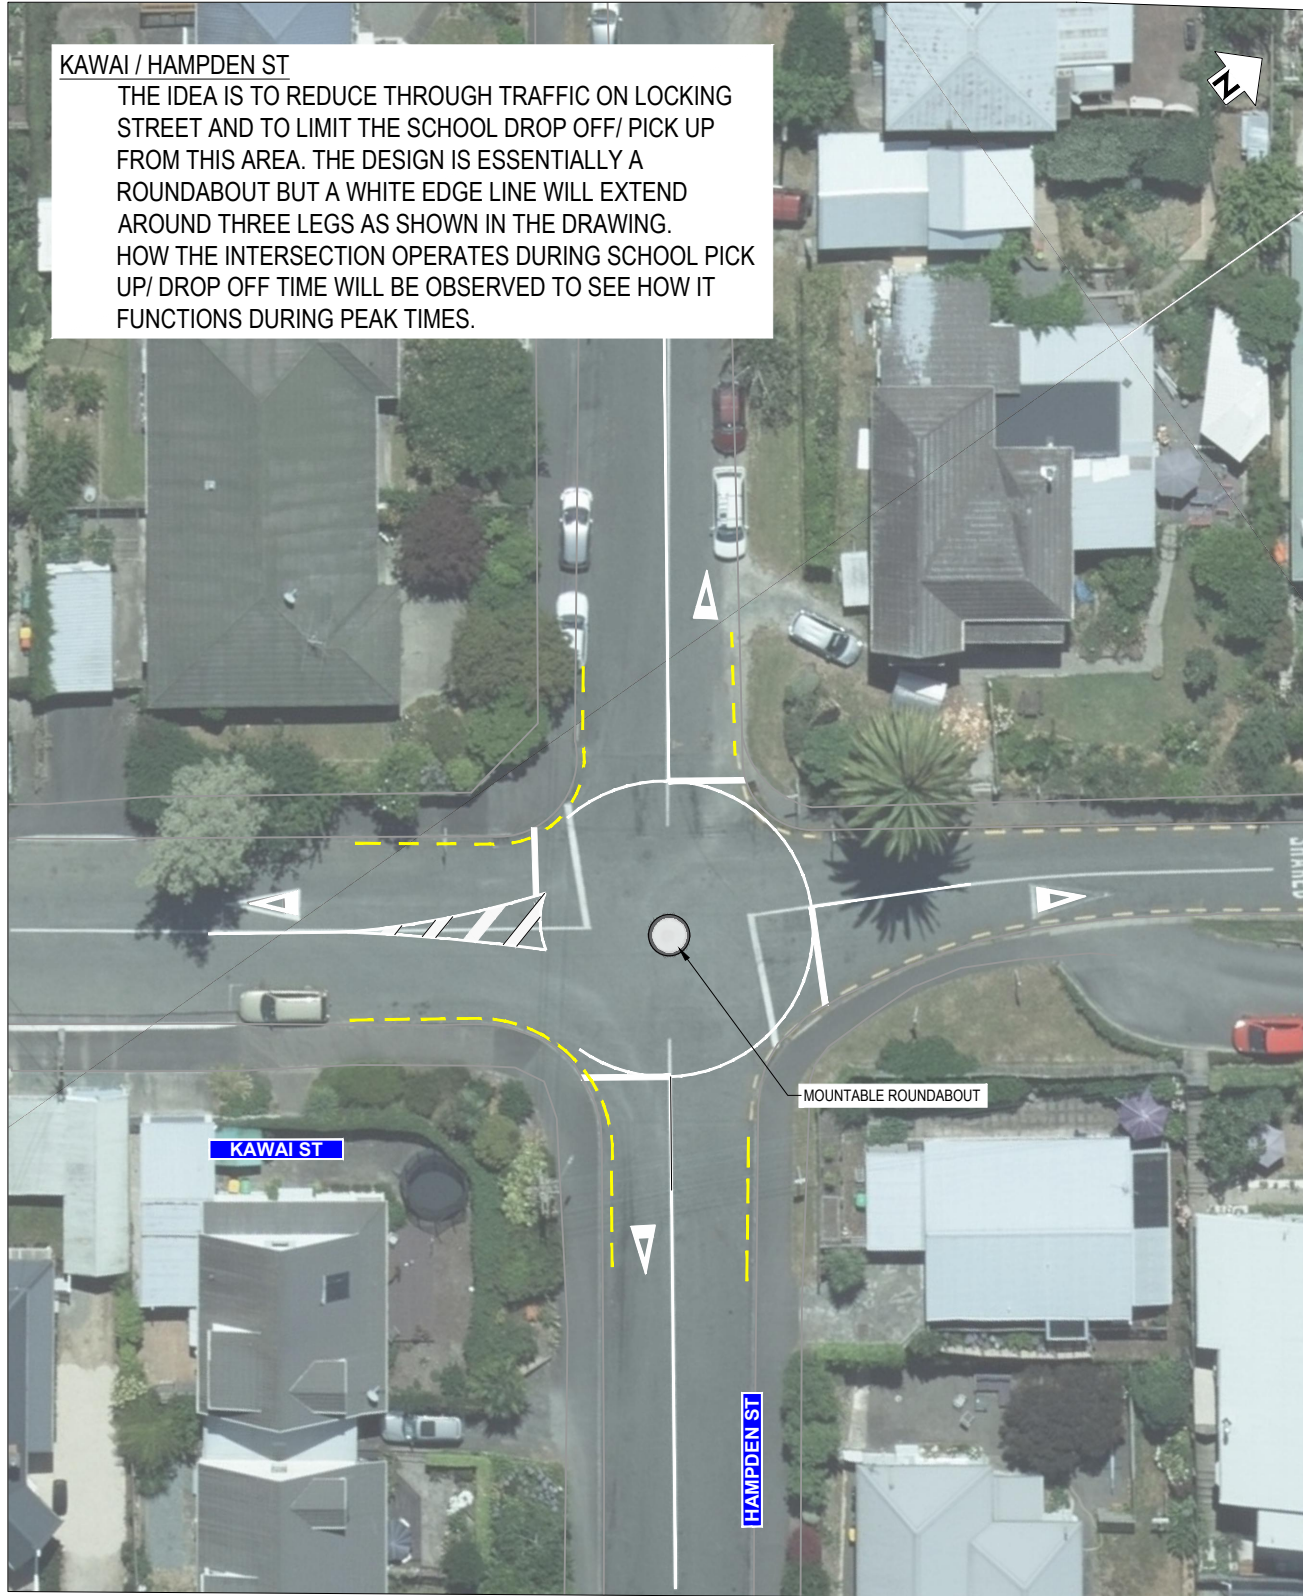 KAWAI / HAMPDEN ST
THE IDEA IS TO REDUCE THROUGH TRAFFIC ON LOCKING
STREET AND TO LIMIT THE SCHOOL DROP OFF/ PICK UP
FROM THIS AREA. THE DESIGN IS ESSENTIALLY A
ROUNDABOUT BUT A WHITE EDGE LINE WILL EXTEND
AROUND THREE LEGS AS SHOWN IN THE DRAWING.
HOW THE INTERSECTION OPERATES DURING SCHOOL PICK
UP/ DROP OFF TIME WILL BE OBSERVED TO SEE HOW IT
FUNCTIONS DURING PEAK TIMES.
N
SHARED
MOUNTABLE ROUNDABOUT
KAWAI ST
HAMPDEN ST